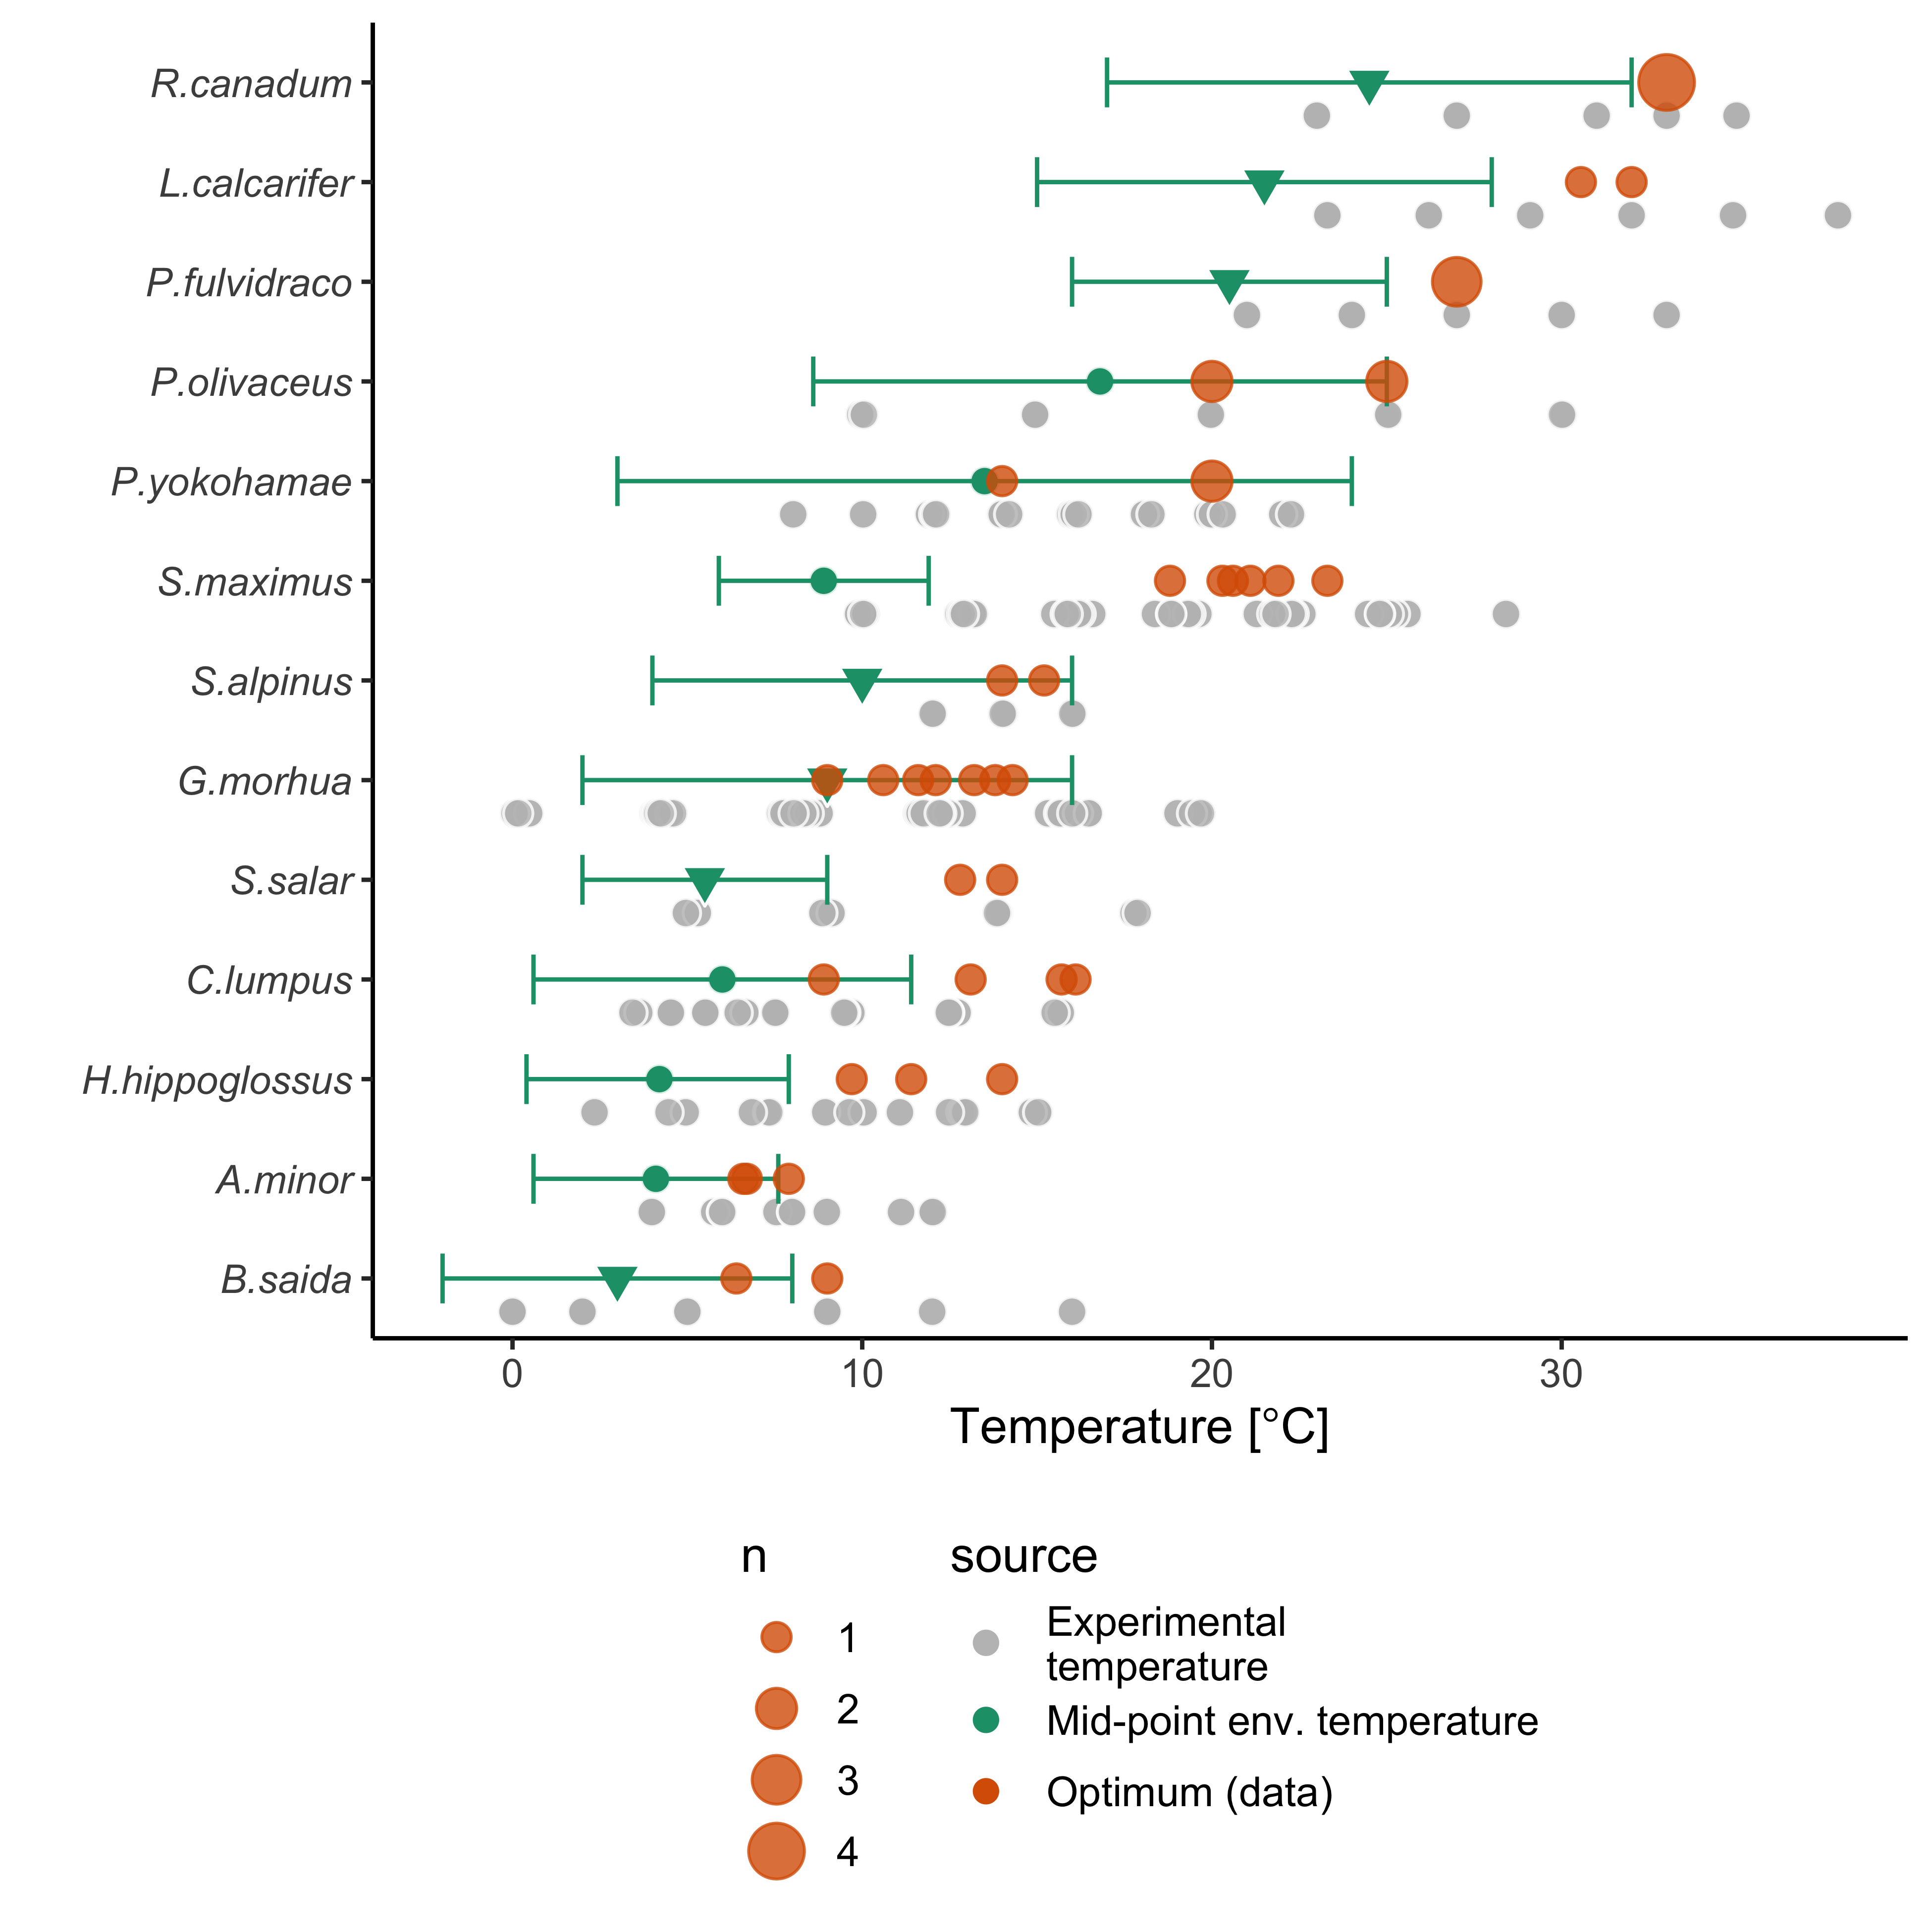 R.canadum
L.calcarifer
P.fulvidraco
P.olivaceus
P.yokohamae
S.maximus
S.alpinus
G.morhua
S.salar
C.lumpus
H.hippoglossus
A.minor
B.saida
0 10 20 30
Temperature [°C]
n
1
2
3
4
source
Experimental
temperature
Mid-point env. temperature
Optimum (data)